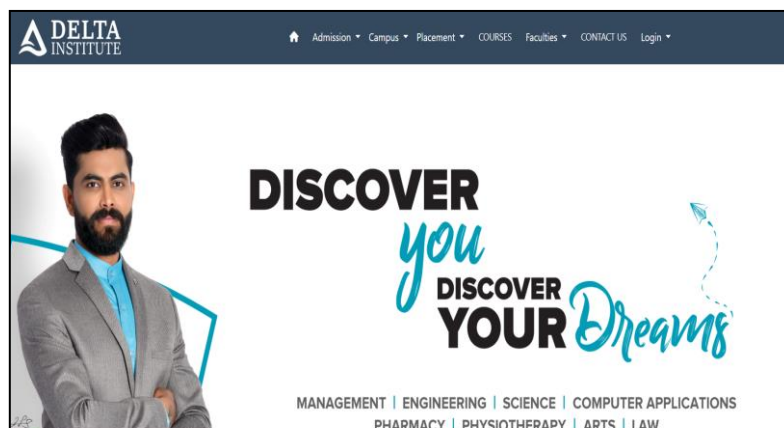 DELTA
INSTITUTE
Admission Campus Placement COURSES Faculties CONTACT US Login
DISCOVER
you
DISCOVER
YOUR Dreams
MANAGEMENT | ENGINEERING | SCIENCE | COMPUTER APPLICATIONS
PHARMACY | PHYSIOTHERAPY | ARTS | LAW